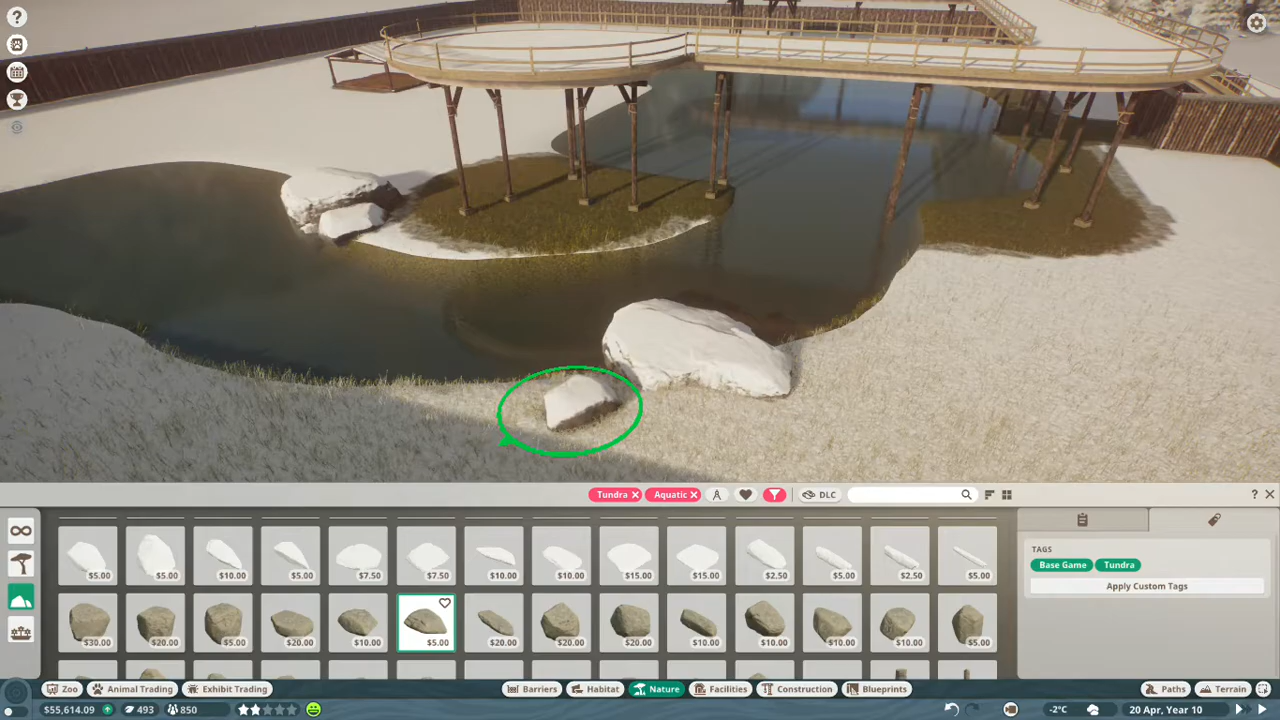 ?
Tundra ×
Aquatic ×
DLC
? ×
$5.00 $5.00 $10.00 $5.00 $7.50 $7.50 $10.00 $10.00 $15.00 $15.00 $2.50 $5.00 $2.50 $5.00
$30.00 $20.00 $5.00 $20.00 $10.00 $5.00 $20.00 $20.00 $20.00 $10.00 $10.00 $10.00 $10.00 $5.00
TAGS
Base Game Tundra
Apply Custom Tags
Zoo Animal Trading Exhibit Trading Barriers Habitat Nature Facilities Construction Blueprints Paths Terrain
$55,614.09 493 850 -2°C 20 Apr, Year 10